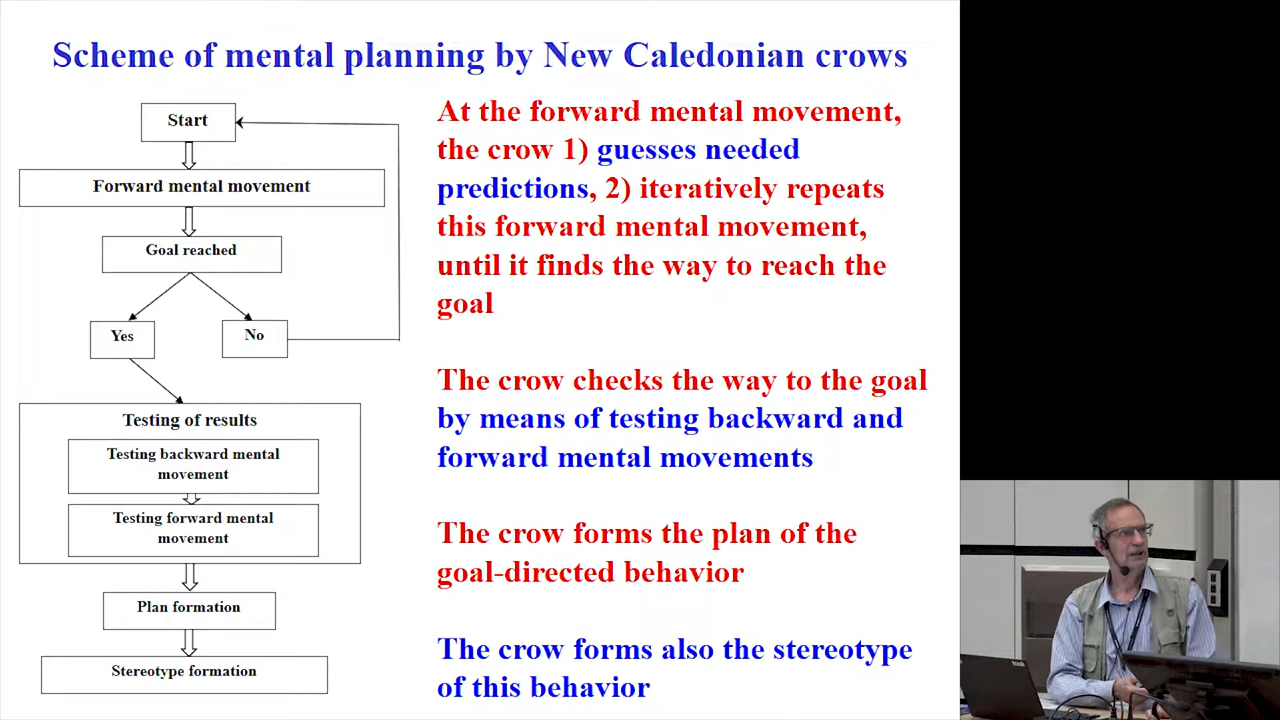 Scheme of mental planning by New Caledonian crows
Start
Forward mental movement
Goal reached
Yes
No
Testing of results
Testing backward mental
movement
Testing forward mental
movement
Plan formation
Stereotype formation
At the forward mental movement,
the crow 1) guesses needed
predictions, 2) iteratively repeats
this forward mental movement,
until it finds the way to reach the
goal
The crow checks the way to the goal
by means of testing backward and
forward mental movements
The crow forms the plan of the
goal-directed behavior
The crow forms also the stereotype
of this behavior